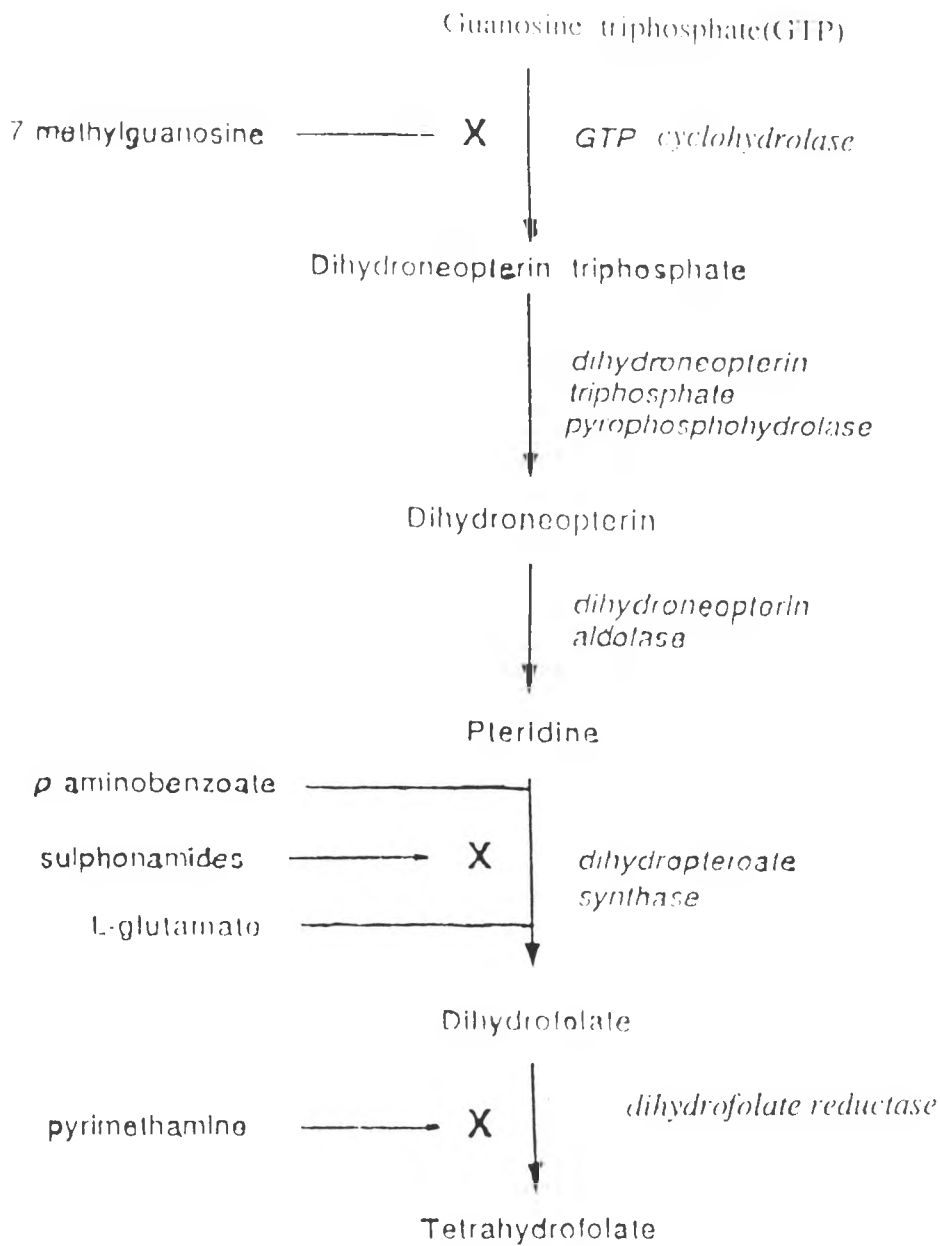 Guanosine triphosphate(GTP)
7 methylguanosine
X
GTP cyclohydrolase
Dihydroneopterin triphosphate
dihydroneopterin
triphosphate
pyrophosphohydrolase
Dihydroneopterin
dihydroneopterin
aldolase
Pteridine
p aminobenzoate
sulphonamides
X
dihydropteroate
synthase
L-glutamate
Dihydrofolate
pyrimethamine
X
dihydrofolate reductase
Tetrahydrofolate